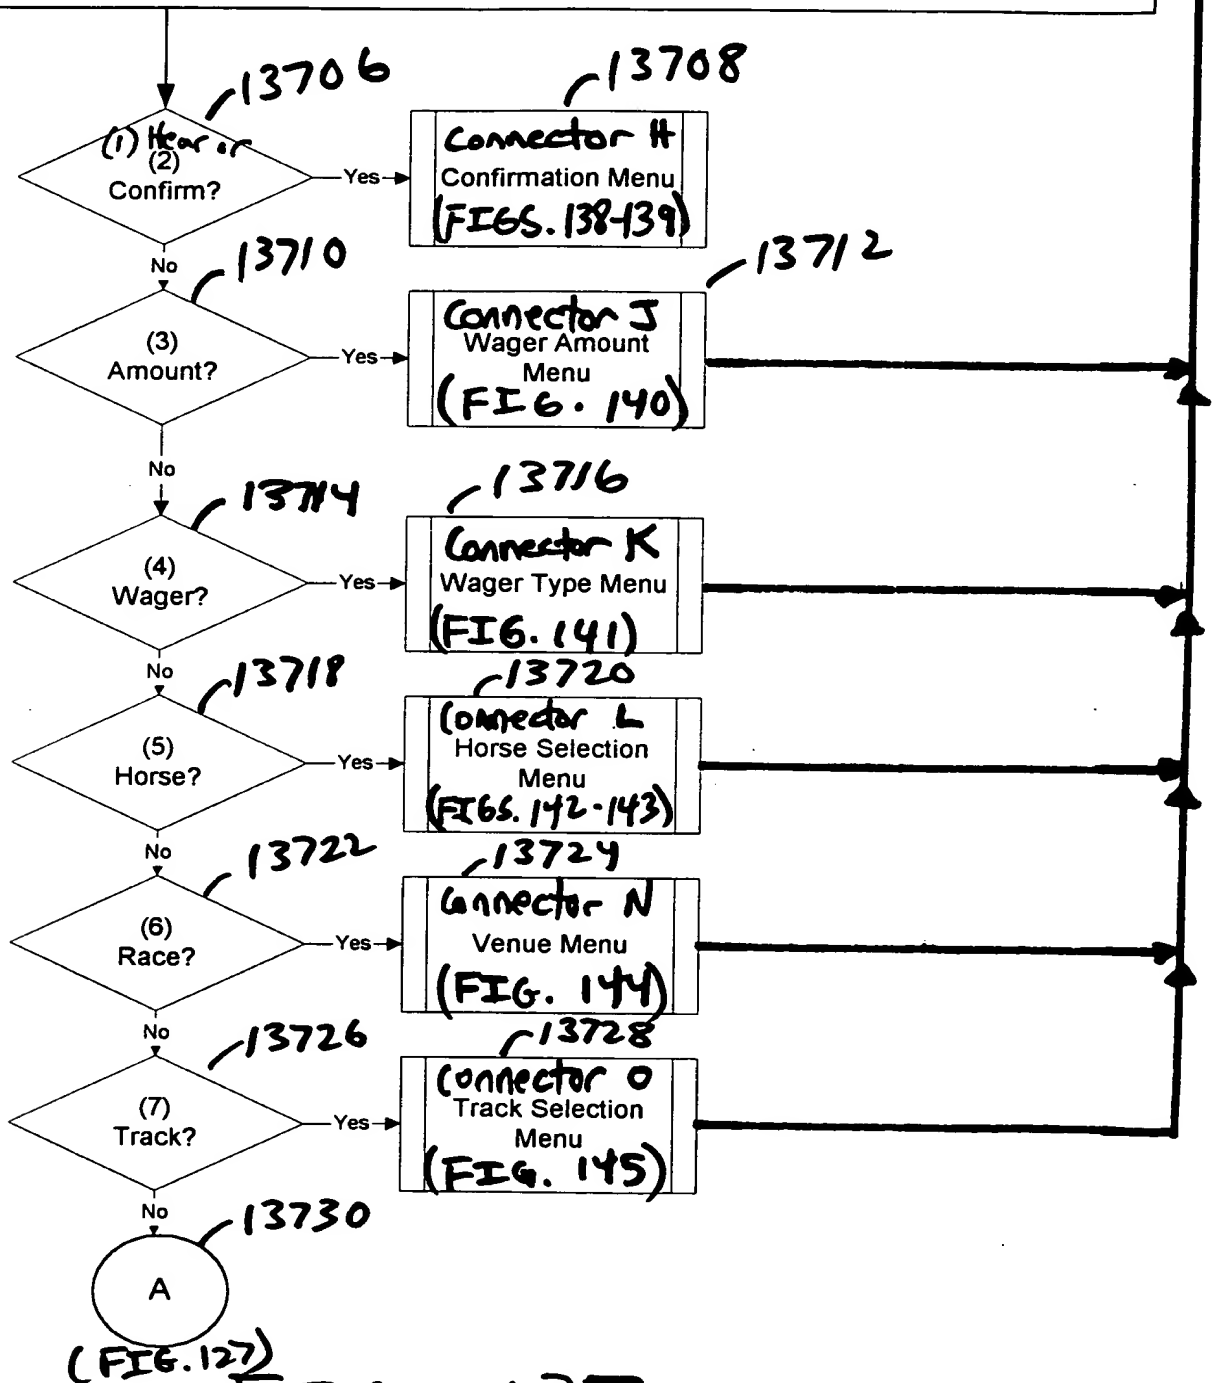 13706
13708
(1) Hear or
(2)
Confirm?
Yes
Connector H
Confirmation Menu
(FIGS. 138-139)
No
13710
13712
(3)
Amount?
Yes
Connector J
Wager Amount
Menu
(FIG. 140)
No
13714
13716
(4)
Wager?
Yes
Connector K
Wager Type Menu
(FIG. 141)
No
13718
13720
(5)
Horse?
Yes
Connector L
Horse Selection
Menu
(FIGS. 142-143)
No
13722
13724
(6)
Race?
Yes
Connector N
Venue Menu
(FIG. 144)
No
13726
13728
(7)
Track?
Yes
Connector O
Track Selection
Menu
(FIG. 145)
No
13730
A
(FIG. 127)